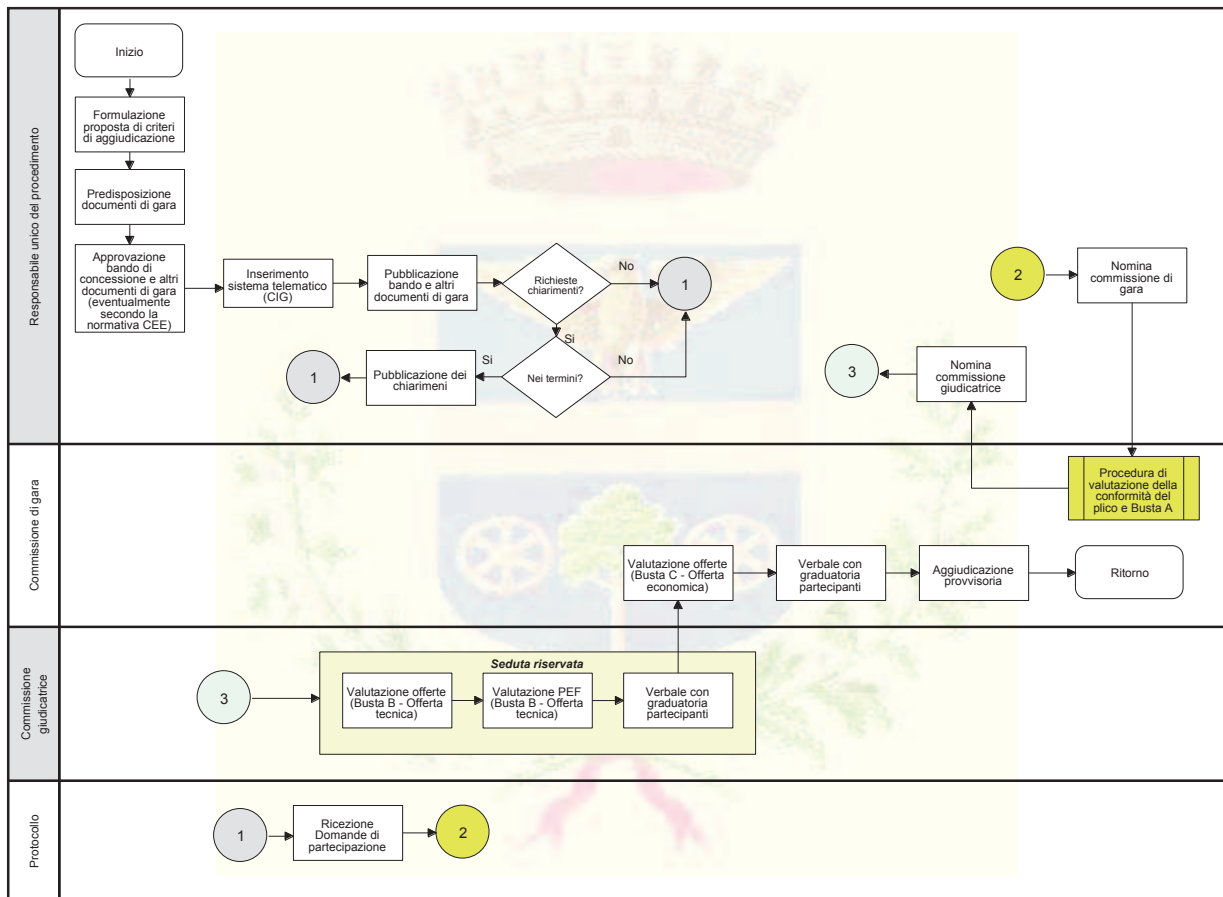 Responsabile unico del procedimento
Inizio
Formulazione
proposta di criteri
di aggiudicazione
Predisposizione
documenti di gara
Approvazione
bando di
concessione e altri
documenti di gara
(eventualmente
secondo la
normativa CEE)
Inserimento
sistema telematico
(CIG)
Pubblicazione
bando e altri
documenti di gara
Richieste
chiarimenti?
No
1
Si
Nei termini?
No
Si
Pubblicazione dei
chiarimeni
1
2
Nomina
commissione di
gara
Nomina
commissione
giudicatrice
3
Commissione di gara
Procedura di
valutazione della
conformità del
plico e Busta A
Valutazione offerte
(Busta C - Offerta
economica)
Verbale con
graduatoria
partecipanti
Aggiudicazione
provvisoria
Ritorno
Commissione
giudicatrice
3
Seduta riservata
Valutazione offerte
(Busta B - Offerta
tecnica)
Valutazione PEF
(Busta B - Offerta
tecnica)
Verbale con
graduatoria
partecipanti
Protocollo
1
Ricezione
Domande di
partecipazione
2